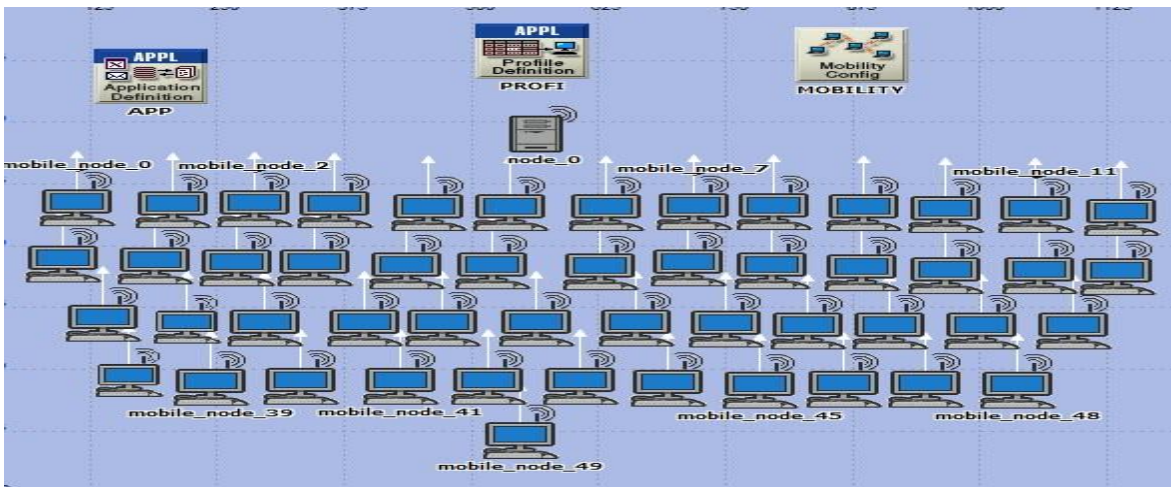 APPL
Application
Definition
APP
APPL
Profiile
Definition
PROFI
Mobility
Config
MOBILITY
node_0
mobile_node_0 mobile_node_2 mobile_node_7 mobile_node_11
mobile_node_39 mobile_node_41 mobile_node_45 mobile_node_48
mobile_node_49